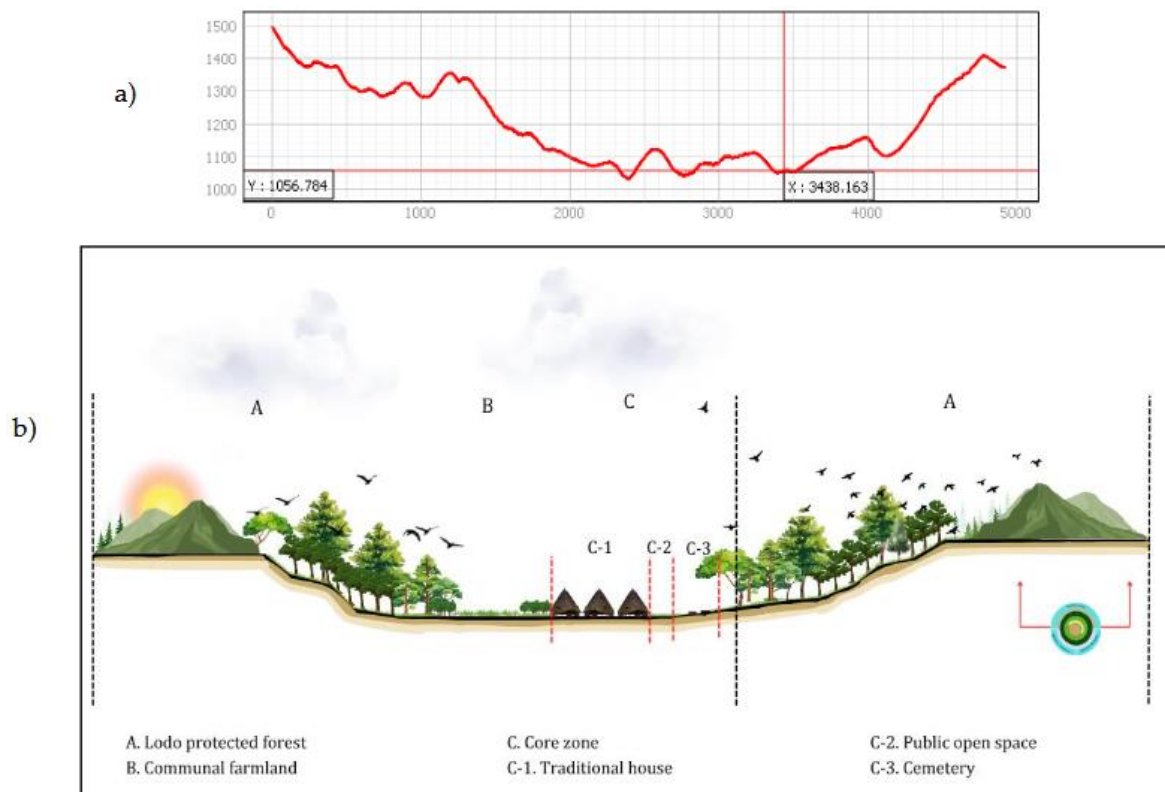 a)
1500
1400
1300
1200
1100
1000
Y : 1056.784
X : 3438.163
0 1000 2000 3000 4000 5000
b)
A B C A
C-1 C-2 C-3
A. Lodo protected forest C. Core zone C-2. Public open space
B. Communal farmland C-1. Traditional house C-3. Cemetery